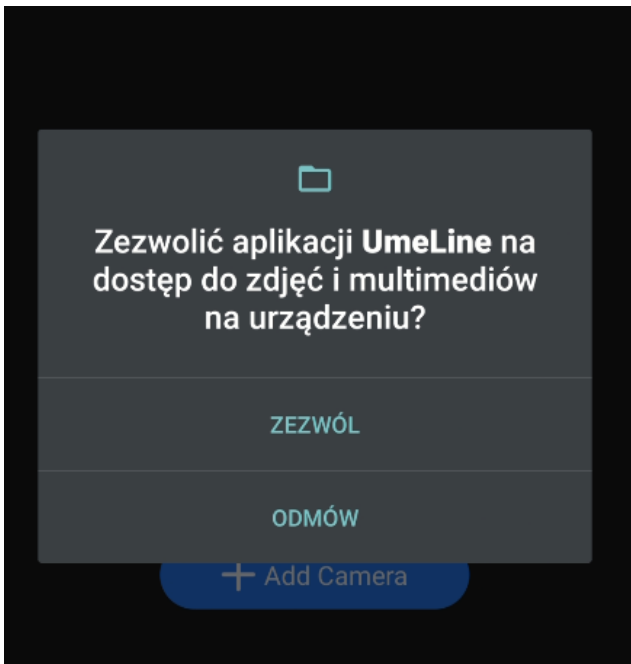 Zezwolić aplikacji UmeLine na
dostęp do zdjęć i multimediów
na urządzeniu?
ZEZWÓL
ODMÓW
+ Add Camera